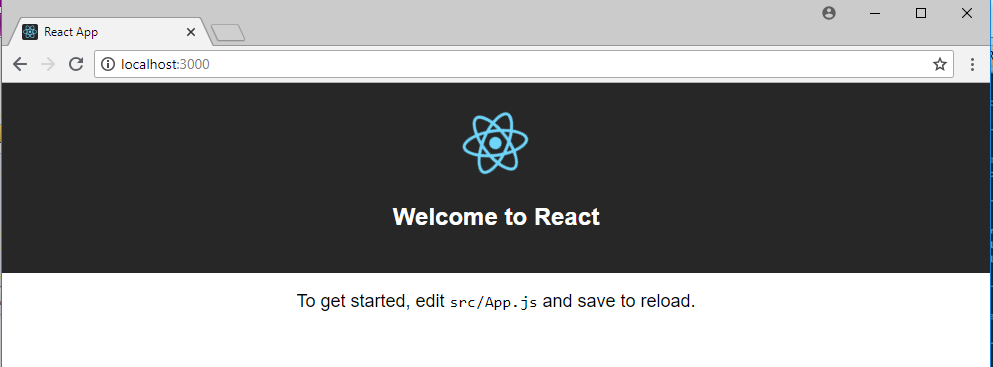 React App
localhost:3000
Welcome to React
To get started, edit src/App.js and save to reload.